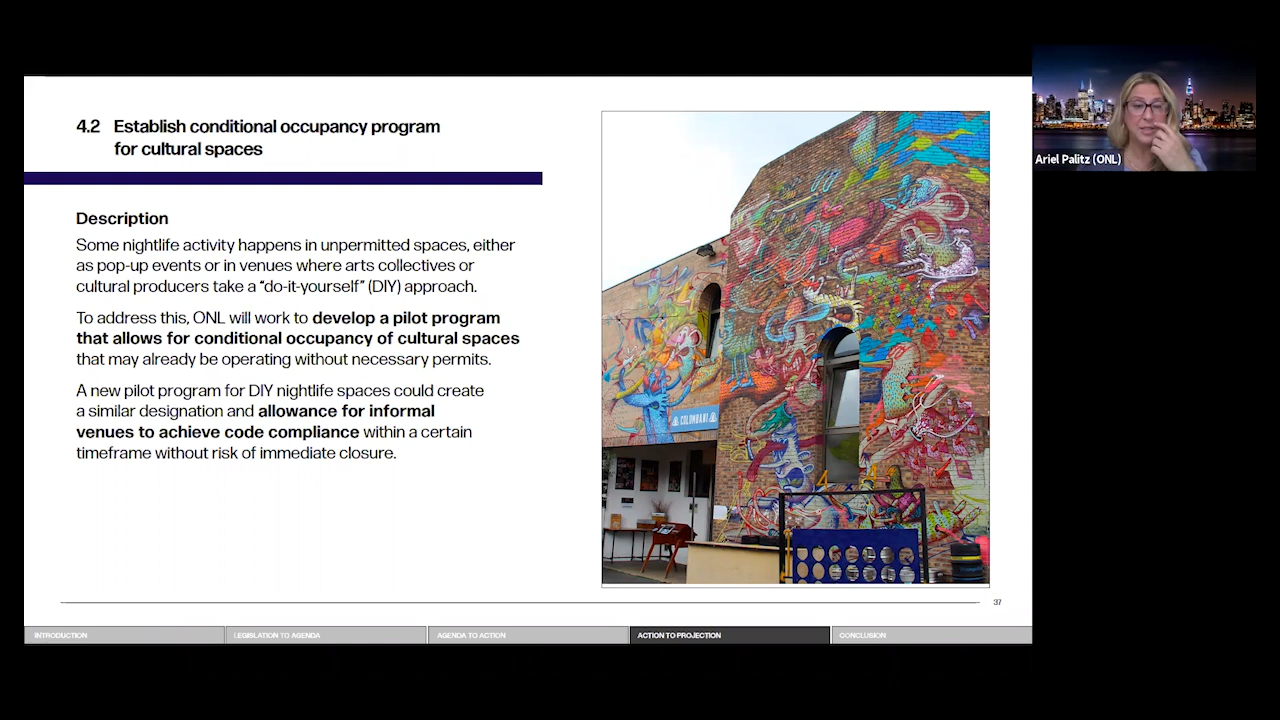 4.2 Establish conditional occupancy program
for cultural spaces
Description
Some nightlife activity happens in unpermitted spaces, either
as pop-up events or in venues where arts collectives or
cultural producers take a “do-it-yourself” (DIY) approach.
To address this, ONL will work to develop a pilot program
that allows for conditional occupancy of cultural spaces
that may already be operating without necessary permits.
A new pilot program for DIY nightlife spaces could create
a similar designation and allowance for informal
venues to achieve code compliance within a certain
timeframe without risk of immediate closure.
COLOMBART
37
INTRODUCTION
LEGISLATION TO AGENDA
AGENDA TO ACTION
ACTION TO PROJECTION
CONCLUSION
Ariel Palitz (ONL)